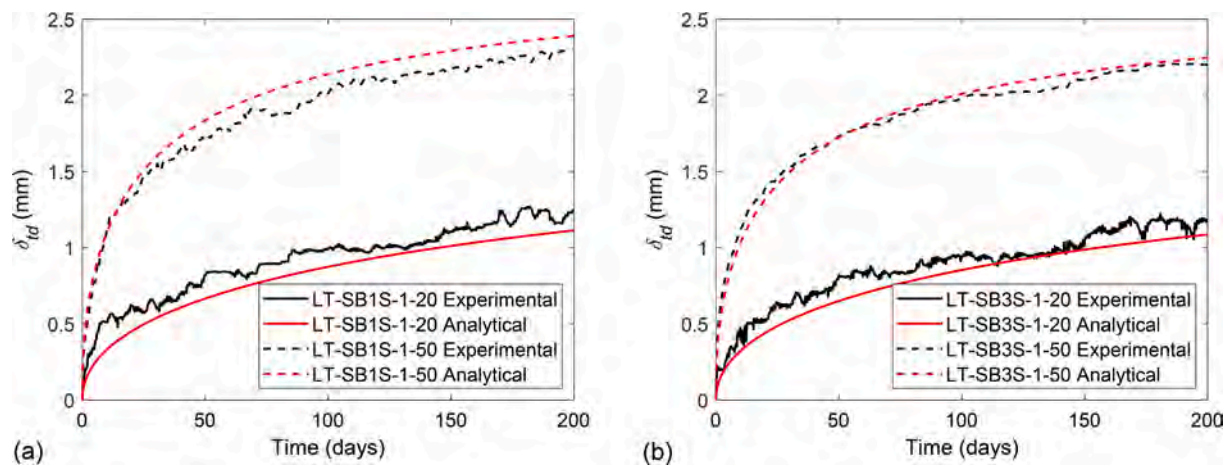 2.5
2
1.5
1
0.5
0
δtd (mm)
LT-SB1S-1-20 Experimental
LT-SB1S-1-20 Analytical
LT-SB1S-1-50 Experimental
LT-SB1S-1-50 Analytical
0 50 100 150 200
Time (days)
(a)
2.5
2
1.5
1
0.5
0
δtd (mm)
LT-SB3S-1-20 Experimental
LT-SB3S-1-20 Analytical
LT-SB3S-1-50 Experimental
LT-SB3S-1-50 Analytical
0 50 100 150 200
Time (days)
(b)